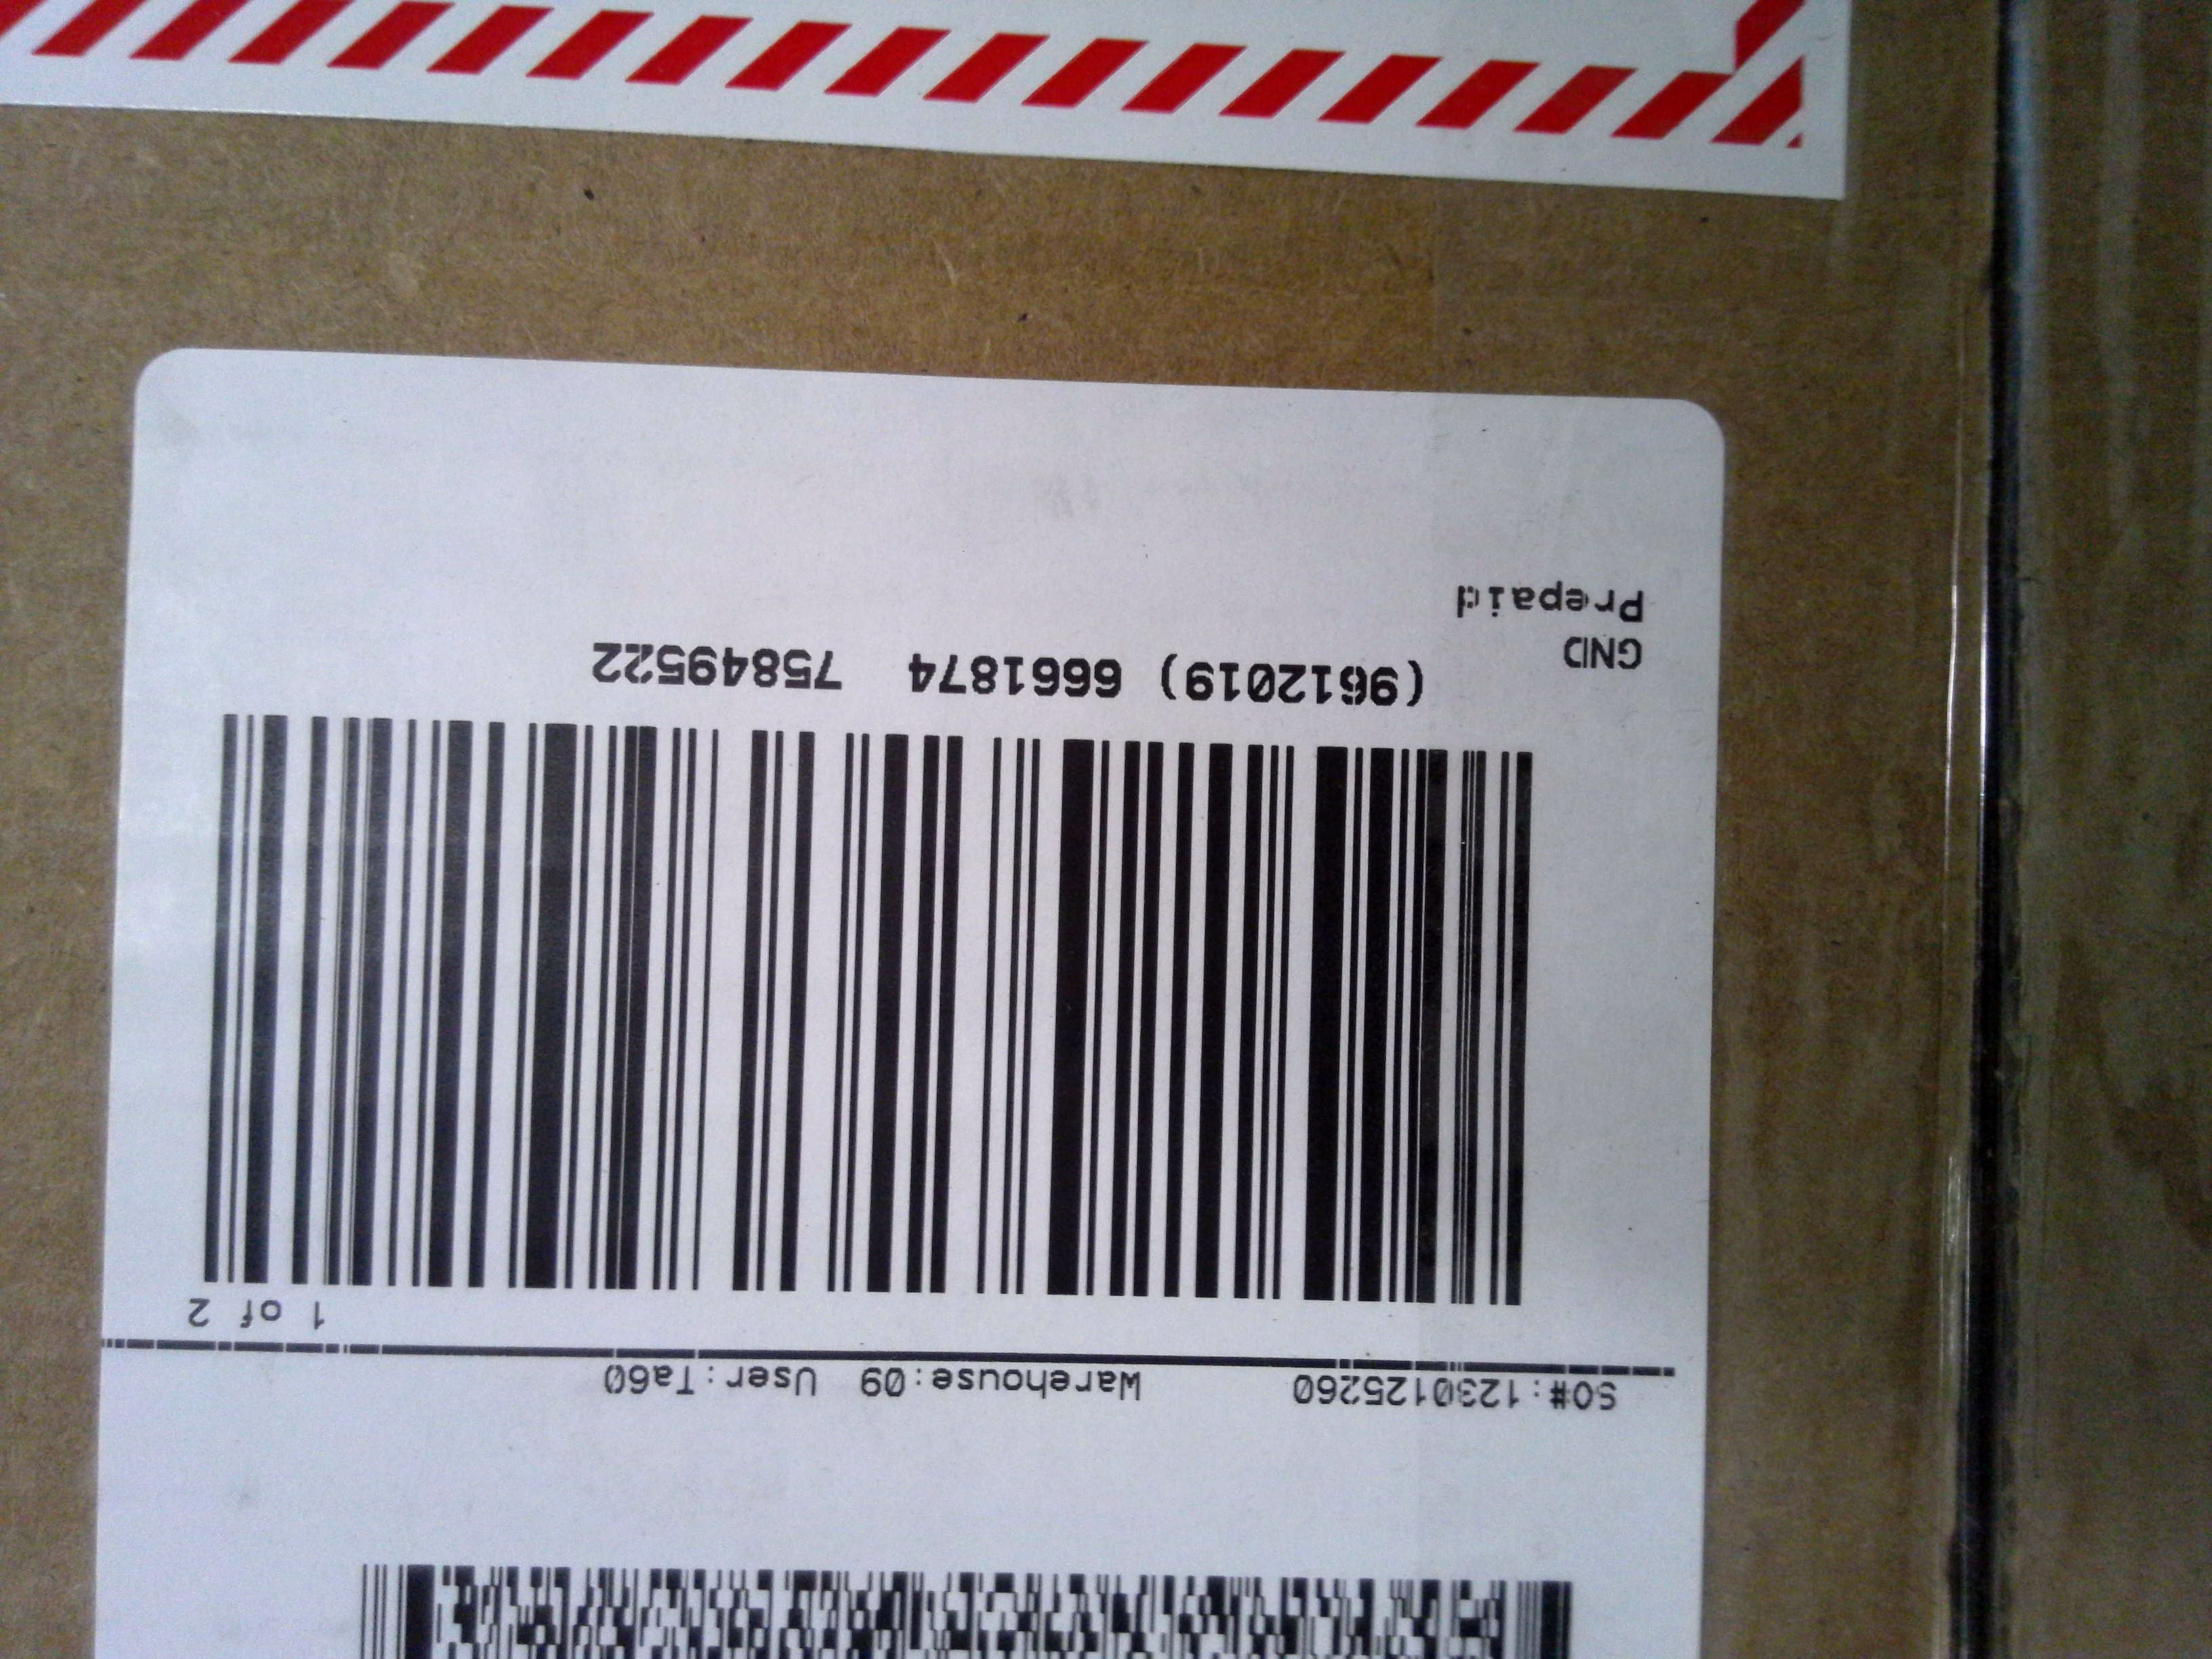 SO#:1230125260 Warehouse:09 User:Ta60
1 of 2
(9612019) 6661874 75849522
GND
Prepaid